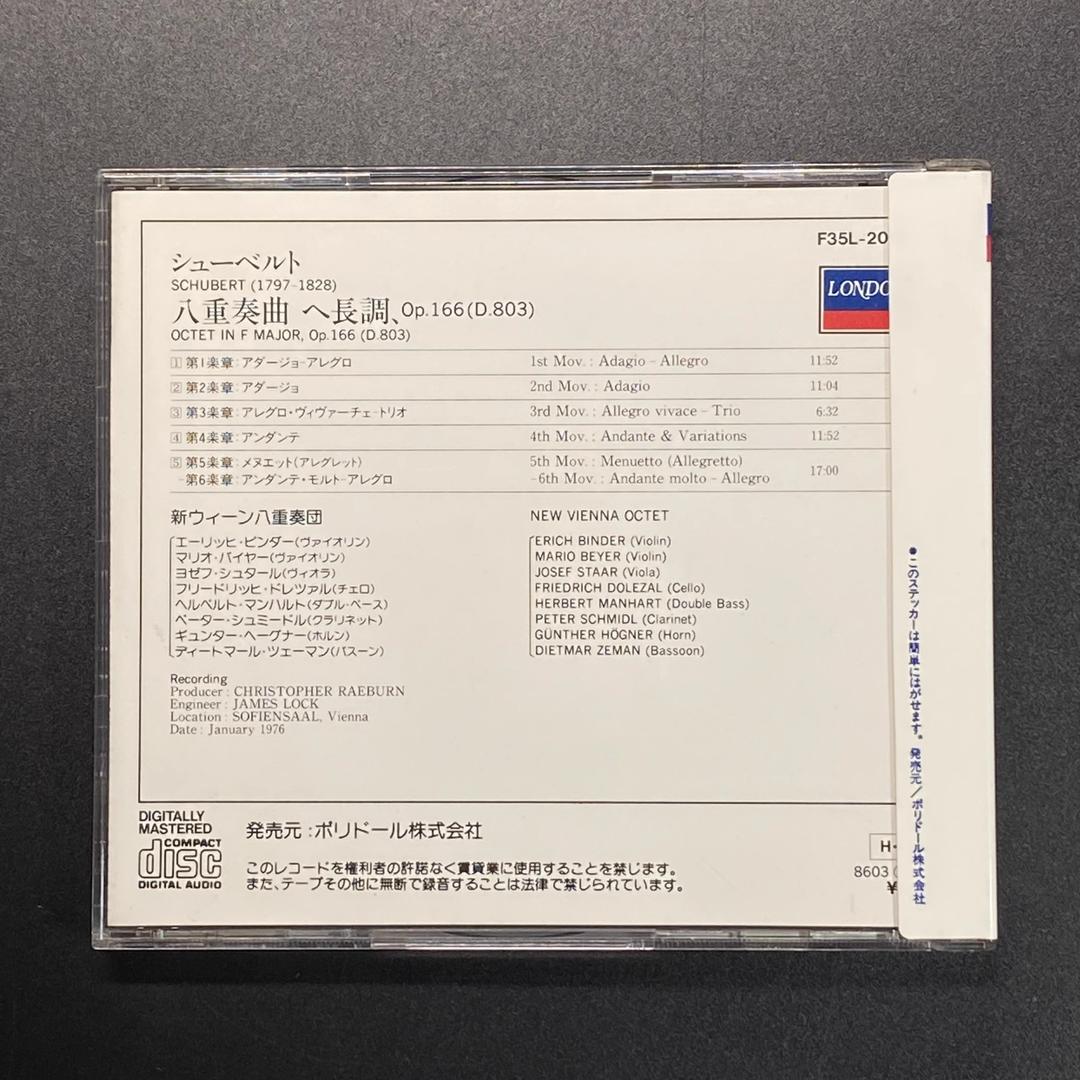 シューベルト
SCHUBERT (1797-1828)
八重奏曲 ヘ長調、Op.166(D.803)
OCTET IN F MAJOR, Op.166 (D.803)
F35L-20
LONDO
1 第1楽章:アダージョ-アレグロ 1st Mov.: Adagio – Allegro 11:52
2 第2楽章:アダージョ 2nd Mov.: Adagio 11:04
3 第3楽章:アレグロ・ヴィヴァーチェ-トリオ 3rd Mov.: Allegro vivace – Trio 6:32
4 第4楽章:アンダンテ 4th Mov.: Andante & Variations 11:52
5 第5楽章:メヌエット(アレグレット) 5th Mov.: Menuetto (Allegretto)
-第6楽章:アンダンテ・モルト-アレグロ -6th Mov.: Andante molto – Allegro 17:00
新ウィーン八重奏団
エーリッヒ・ビンダー(ヴァイオリン)
マリオ・バイヤー(ヴァイオリン)
ヨゼフ・シュタール(ヴィオラ)
フリードリッヒ・ドレツァル(チェロ)
ヘルベルト・マンハルト(ダブル・ベース)
ペーター・シュミードル(クラリネット)
ギュンター・ヘーグナー(ホルン)
ディートマール・ツェーマン(バスーン)
NEW VIENNA OCTET
ERICH BINDER (Violin)
MARIO BEYER (Violin)
JOSEF STAAR (Viola)
FRIEDRICH DOLEZAL (Cello)
HERBERT MANHART (Double Bass)
PETER SCHMIDL (Clarinet)
GÜNTHER HÖGNER (Horn)
DIETMAR ZEMAN (Bassoon)
Recording
Producer: CHRISTOPHER RAEBURN
Engineer: JAMES LOCK
Location: SOFIENSAAL, Vienna
Date: January 1976
DIGITALLY
MASTERED
COMPACT
disc
DIGITAL AUDIO
発売元:ポリドール株式会社
このレコードを権利者の許諾なく賃貸業に使用することを禁じます。
また、テープその他に無断で録音することは法律で禁じられています。
H・
8603
¥
●このステッカーは簡単にはがせます。発売元/ポリドール株式会社